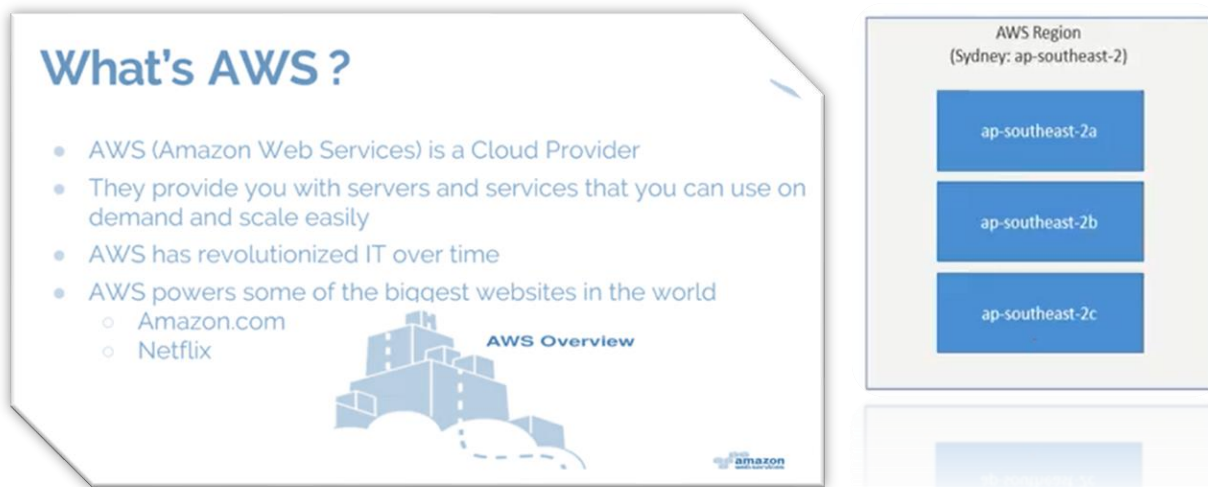 What's AWS ?
AWS (Amazon Web Services) is a Cloud Provider
They provide you with servers and services that you can use on
demand and scale easily
AWS has revolutionized IT over time
AWS powers some of the biggest websites in the world
Amazon.com
Netflix
AWS Overview
amazon
web services
AWS Region
(Sydney: ap-southeast-2)
ap-southeast-2a
ap-southeast-2b
ap-southeast-2c